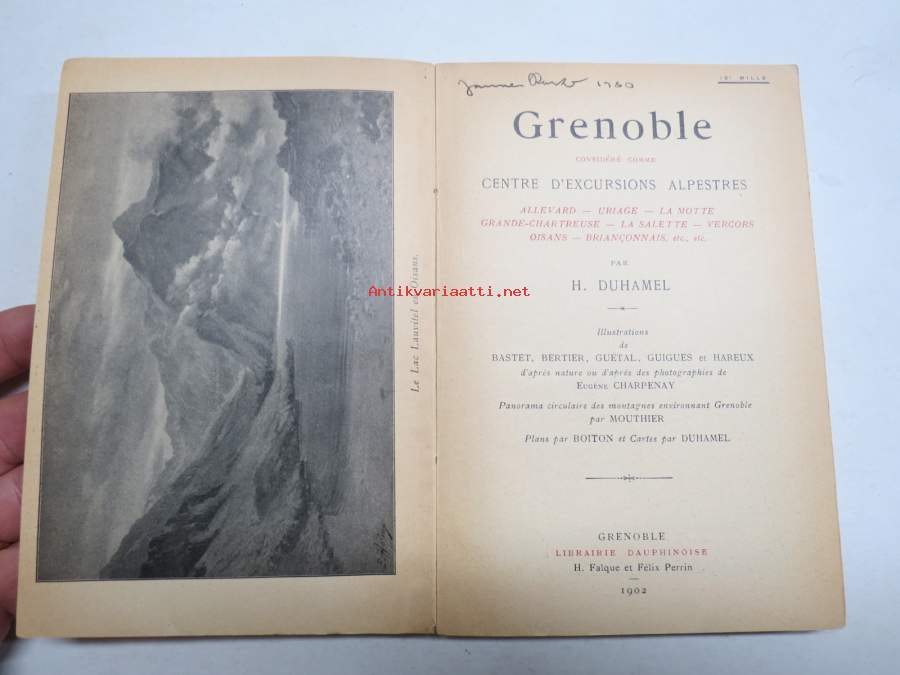 Le Lac Lauvitel en Oisans.
1980
MILLE
Grenoble
CONSIDÉRÉ COMME
CENTRE D'EXCURSIONS ALPESTRES
ALLEVARD — URIAGE — LA MOTTE
GRANDE-CHARTREUSE — LA SALETTE — VERCORS
OISANS — BRIANÇONNAIS, etc., etc.
PAR
H. DUHAMEL
Antikvariaatti.net
Illustrations
de
BASTET, BERTIER, GUÉTAL, GUIGUES et HAREUX
d'après nature ou d'après des photographies de
EUGÈNE CHARPENAY
Panorama circulaire des montagnes environnant Grenoble
par MOUTHIER
Plans par BOITON et Cartes par DUHAMEL
GRENOBLE
LIBRAIRIE DAUPHINOISE
H. Falque et Félix Perrin
1902